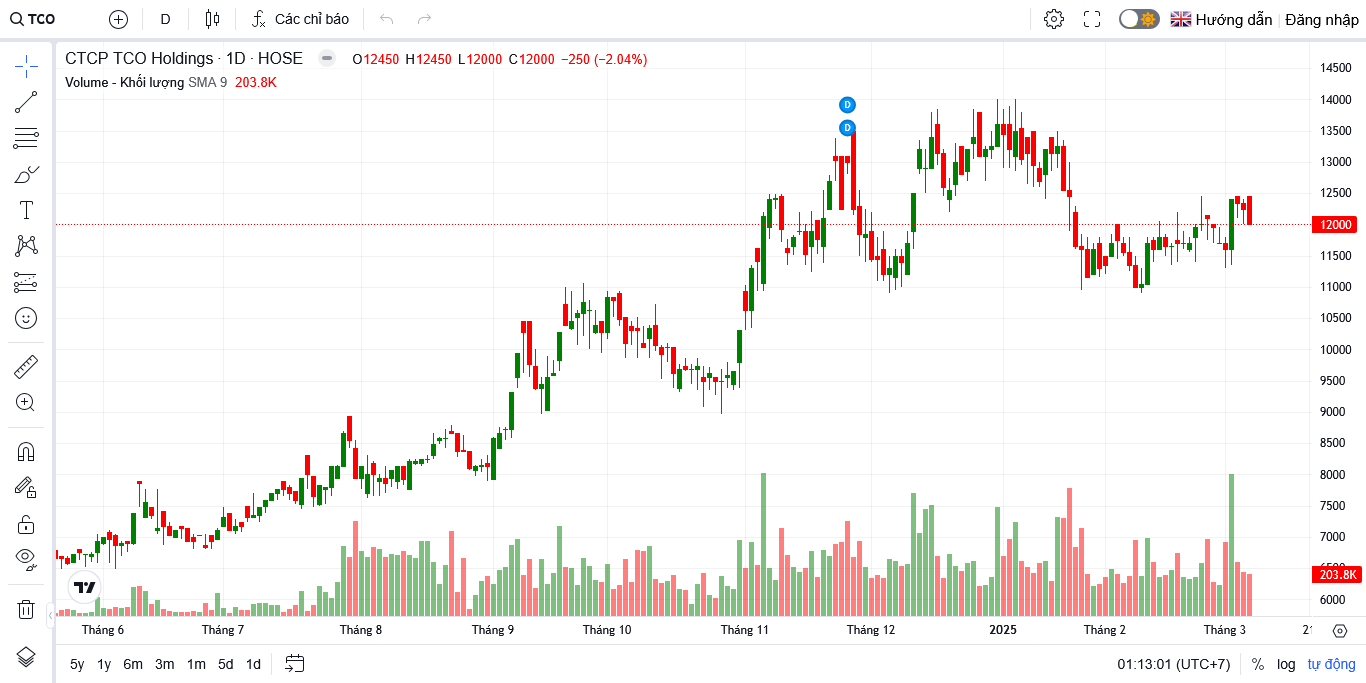 TCO D Các chỉ báo Hướng dẫn Đăng nhập
CTCP TCO Holdings · 1D · HOSE O12450 H12450 L12000 C12000 −250 (−2.04%)
Volume - Khối lượng SMA 9 203.8K
D
D
14500
14000
13500
13000
12500
12000
11500
11000
10500
10000
9500
9000
8500
8000
7500
7000
203.8K
6000
Tháng 6 Tháng 7 Tháng 8 Tháng 9 Tháng 10 Tháng 11 Tháng 12 2025 Tháng 2 Tháng 3
5y 1y 6m 3m 1m 5d 1d 01:13:01 (UTC+7) % log tự động